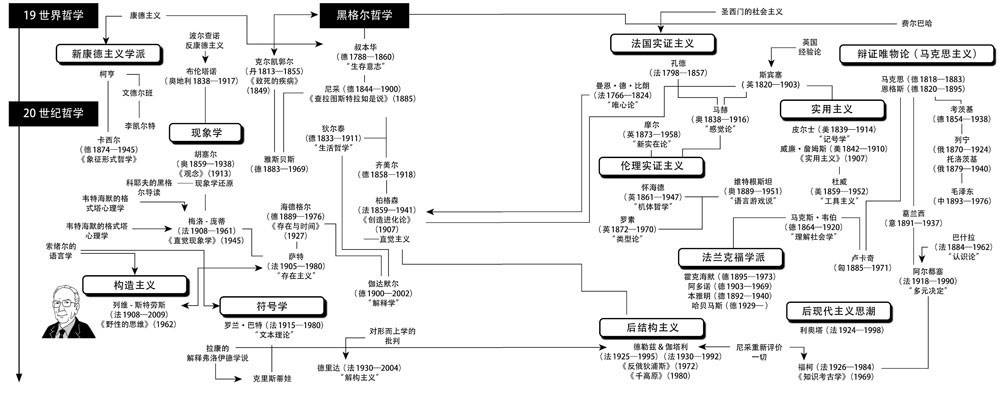 19 世界哲学
康德主义
黑格尔哲学
圣西门的社会主义
费尔巴哈
新康德主义学派
柯亨
文德尔班
李凯尔特
卡西尔
(德 1874—1945)
《象征形式哲学》
波尔查诺
反康德主义
布伦塔诺
(奥地利 1838—1917)
现象学
胡塞尔
(奥 1859—1938)
《观念》(1913)
现象学还原
克尔凯郭尔
(丹 1813—1855)
《致死的疾病》
(1849)
叔本华
(德 1788—1860)
"生存意志"
尼采 (德 1844—1900)
《查拉图斯特拉如是说》(1885)
狄尔泰
(德 1833—1911)
"生活哲学"
雅斯贝斯
(德 1883—1969)
齐美尔
(德 1858—1918)
柏格森
(法 1859—1941)
《创造进化论》
(1907)
直觉主义
法国实证主义
孔德
(法 1798—1857)
曼恩·德·比朗
(法 1766—1824)
"唯心论"
英国
经验论
斯宾塞
(英 1820—1903)
马赫
(奥 1838—1916)
"感觉论"
摩尔
(英 1873—1958)
"新实在论"
伦理实证主义
怀海德
(英 1861—1947)
"机体哲学"
维特根斯坦
(奥 1889—1951)
"语言游戏说"
罗素
(英 1872—1970)
"类型论"
实用主义
皮尔士 (美 1839—1914)
"记号学"
威廉·詹姆斯 (美 1842—1910)
《实用主义》(1907)
杜威
(美 1859—1952)
"工具主义"
辩证唯物论(马克思主义)
马克思 (德 1818—1883)
恩格斯 (德 1820—1895)
考茨基
(德 1854—1938)
列宁
(俄 1870—1924)
托洛茨基
(俄 1879—1940)
毛泽东
(中 1893—1976)
20 世纪哲学
科耶夫的黑格
尔导读
韦特海默的格
式塔心理学
韦特海默的格式塔
心理学
梅洛 - 庞蒂
(法 1908—1961)
《直觉现象学》(1945)
海德格尔
(德 1889—1976)
《存在与时间》
(1927)
萨特
(法 1905—1980)
"存在主义"
伽达默尔
(德 1900—2002)
"解释学"
索绪尔的
语言学
构造主义
列维 - 斯特劳斯
(法 1908—2009)
《野性的思维》(1962)
符号学
罗兰·巴特 (法 1915—1980)
"文本理论"
拉康的
解释弗洛伊德学说
克里斯蒂娃
对形而上学的
批判
德里达 (法 1930—2004)
"解构主义"
马克斯·韦伯
(德 1864—1920)
"理解社会学"
法兰克福学派
霍克海默 (德 1895—1973)
阿多诺 (德 1903—1969)
本雅明 (德 1892—1940)
哈贝马斯 (德 1929—)
卢卡奇
(匈 1885—1971)
葛兰西
(意 1891—1937)
巴什拉
(法 1884—1962)
"认识论"
阿尔都塞
(法 1918—1990)
"多元决定"
后现代主义思潮
利奥塔 (法 1924—1998)
后结构主义
德勒兹 & 伽塔利
(法 1925—1995) (法 1930—1992)
《反俄狄浦斯》(1972)
《千高原》(1980)
尼采重新评价
一切
福柯 (法 1926—1984)
《知识考古学》(1969)